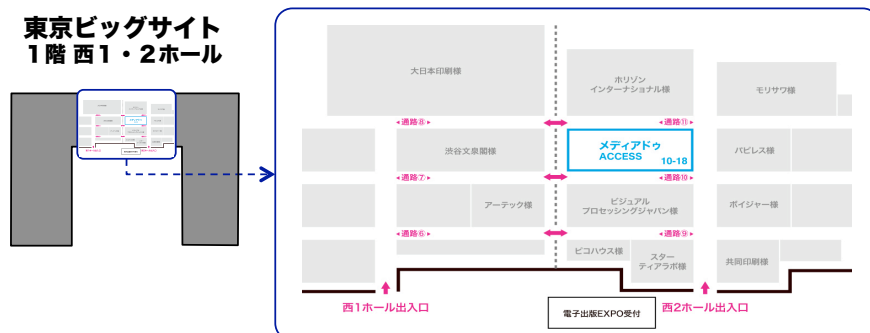 東京ビッグサイト
1階 西1・2ホール
大日本印刷様
ホリゾン
インターナショナル様
モリサワ様
◂通路⑧▸
◂通路⑪▸
渋谷文泉閣様
メディアドゥ
ACCESS
10-18
パピレス様
◂通路⑦▸
◂通路⑩▸
アーテック様
ビジュアル
プロセッシングジャパン様
ボイジャー様
◂通路⑥▸
◂通路⑨▸
ピコハウス様
スター
ティアラボ様
共同印刷様
西1ホール出入口
電子出版EXPO受付
西2ホール出入口